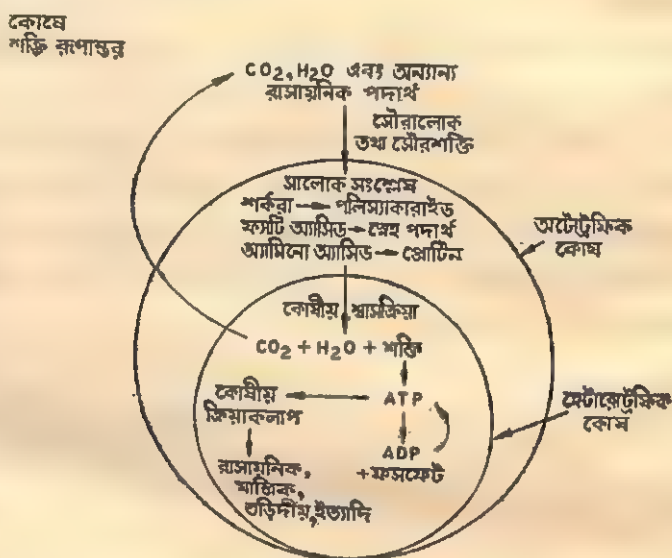 কোষে
শক্তি রূপান্তর
CO2, H2O এবং অন্যান্য
রাসায়নিক পদার্থ
সৌরালোক
তথা সৌরশক্তি
সালোক সংশ্লেষ
শর্করা → পলিস্যাকারাইড
ফ্যাটি অ্যাসিড → স্নেহ পদার্থ
অ্যামিনো অ্যাসিড → প্রোটিন
অটোট্রফিক
কোষ
কোষীয় শ্বাসক্রিয়া
CO2 + H2O + শক্তি
কোষীয়
ক্রিয়াকলাপ
ATP
হেটারোট্রফিক
কোষ
ADP
+ ফসফেট
রাসায়নিক,
যান্ত্রিক,
তড়িদীয়, ইত্যাদি